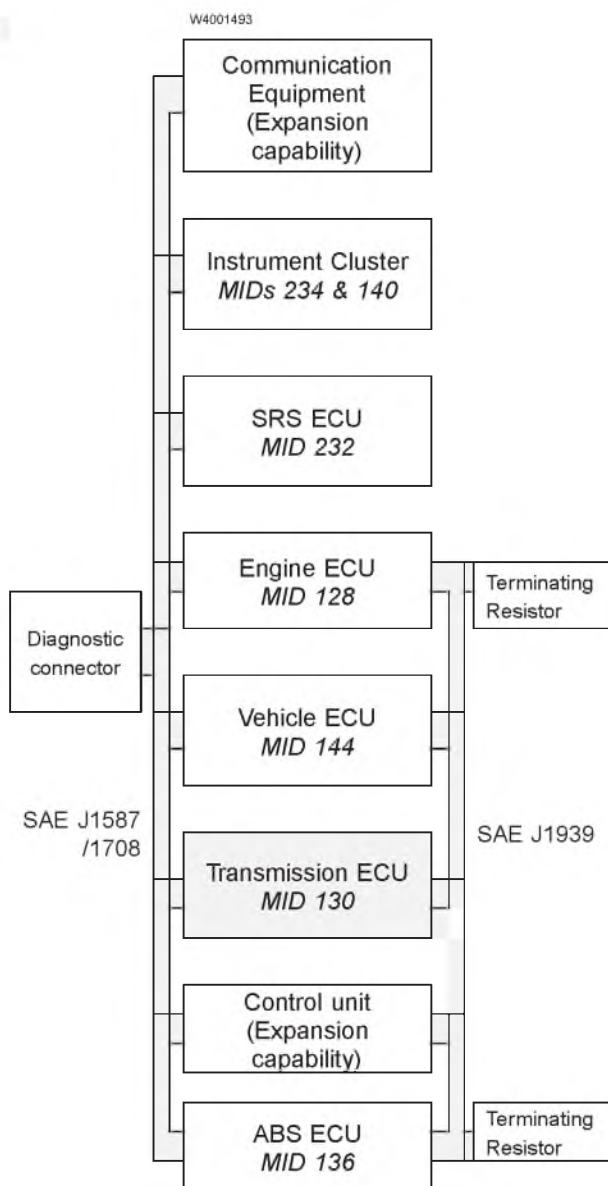 W4001493
Communication
Equipment
(Expansion
capability)
Instrument Cluster
MIDs 234 & 140
SRS ECU
MID 232
Engine ECU
MID 128
Terminating
Resistor
Diagnostic
connector
Vehicle ECU
MID 144
SAE J1587
/1708
SAE J1939
Transmission ECU
MID 130
Control unit
(Expansion
capability)
ABS ECU
MID 136
Terminating
Resistor